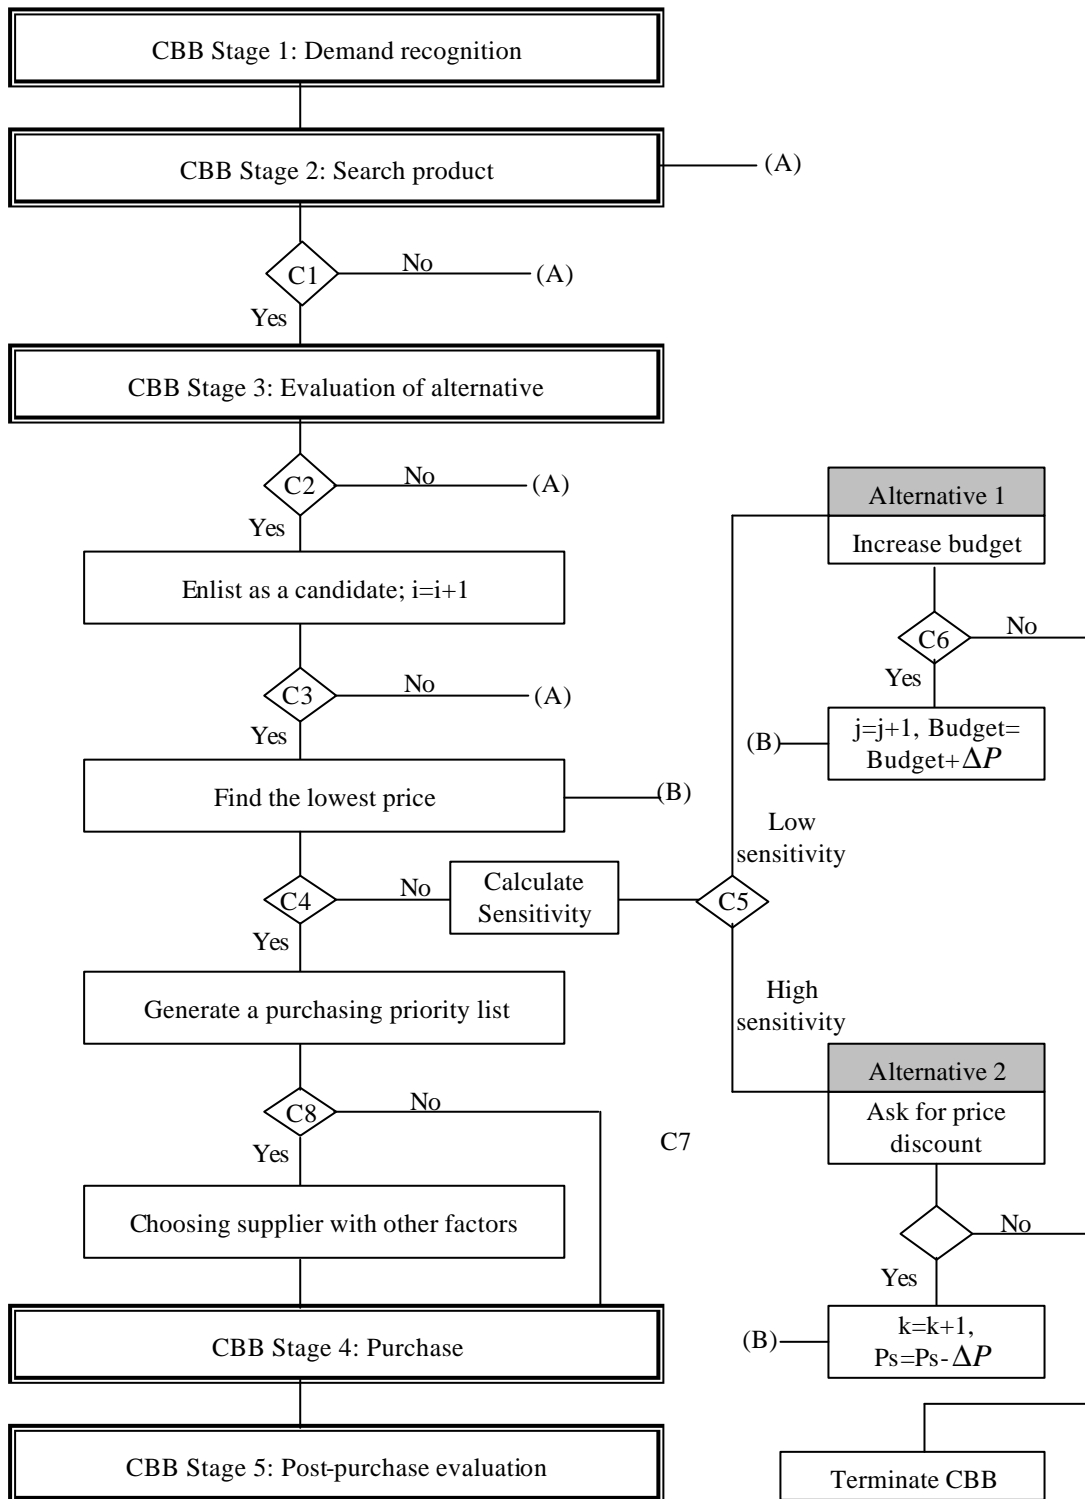 CBB Stage 1: Demand recognition
CBB Stage 2: Search product
(A)
C1
No
(A)
Yes
CBB Stage 3: Evaluation of alternative
C2
No
(A)
Yes
Enlist as a candidate; i=i+1
C3
No
(A)
Yes
Find the lowest price
(B)
C4
No
Calculate
Sensitivity
C5
Yes
Low
sensitivity
Alternative 1
Increase budget
C6
No
Yes
j=j+1, Budget=
Budget+ΔP
(B)
High
sensitivity
Alternative 2
Ask for price
discount
C7
No
Yes
k=k+1,
Ps=Ps-ΔP
(B)
Terminate CBB
Generate a purchasing priority list
C8
No
Yes
Choosing supplier with other factors
CBB Stage 4: Purchase
CBB Stage 5: Post-purchase evaluation